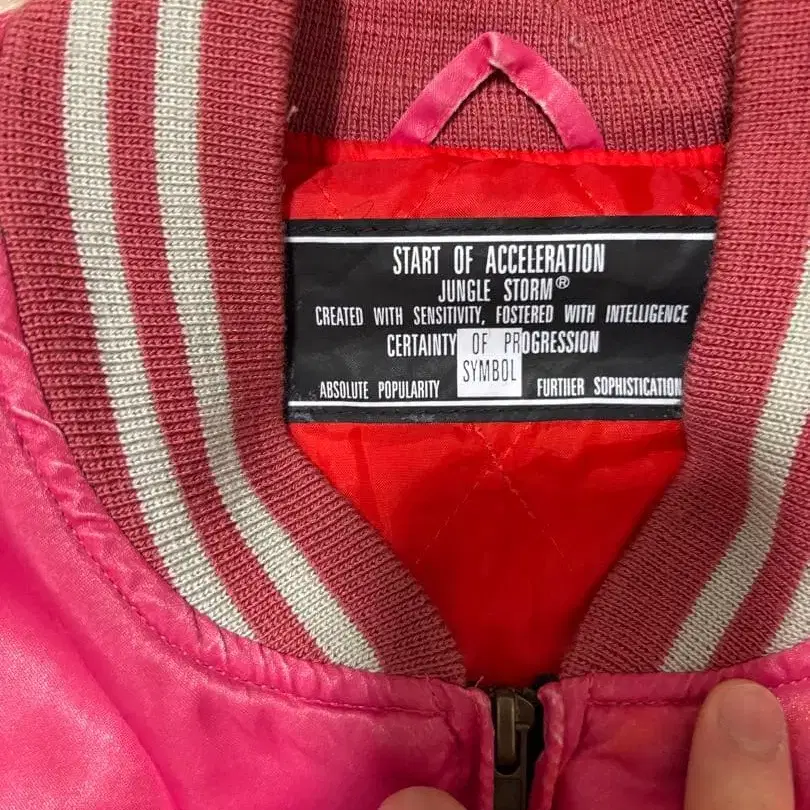 START OF ACCELERATION
JUNGLE STORM®
CREATED WITH SENSITIVITY, FOSTERED WITH INTELLIGENCE
CERTAINTY OF PROGRESSION
SYMBOL
ABSOLUTE POPULARITY FURTHER SOPHISTICATION